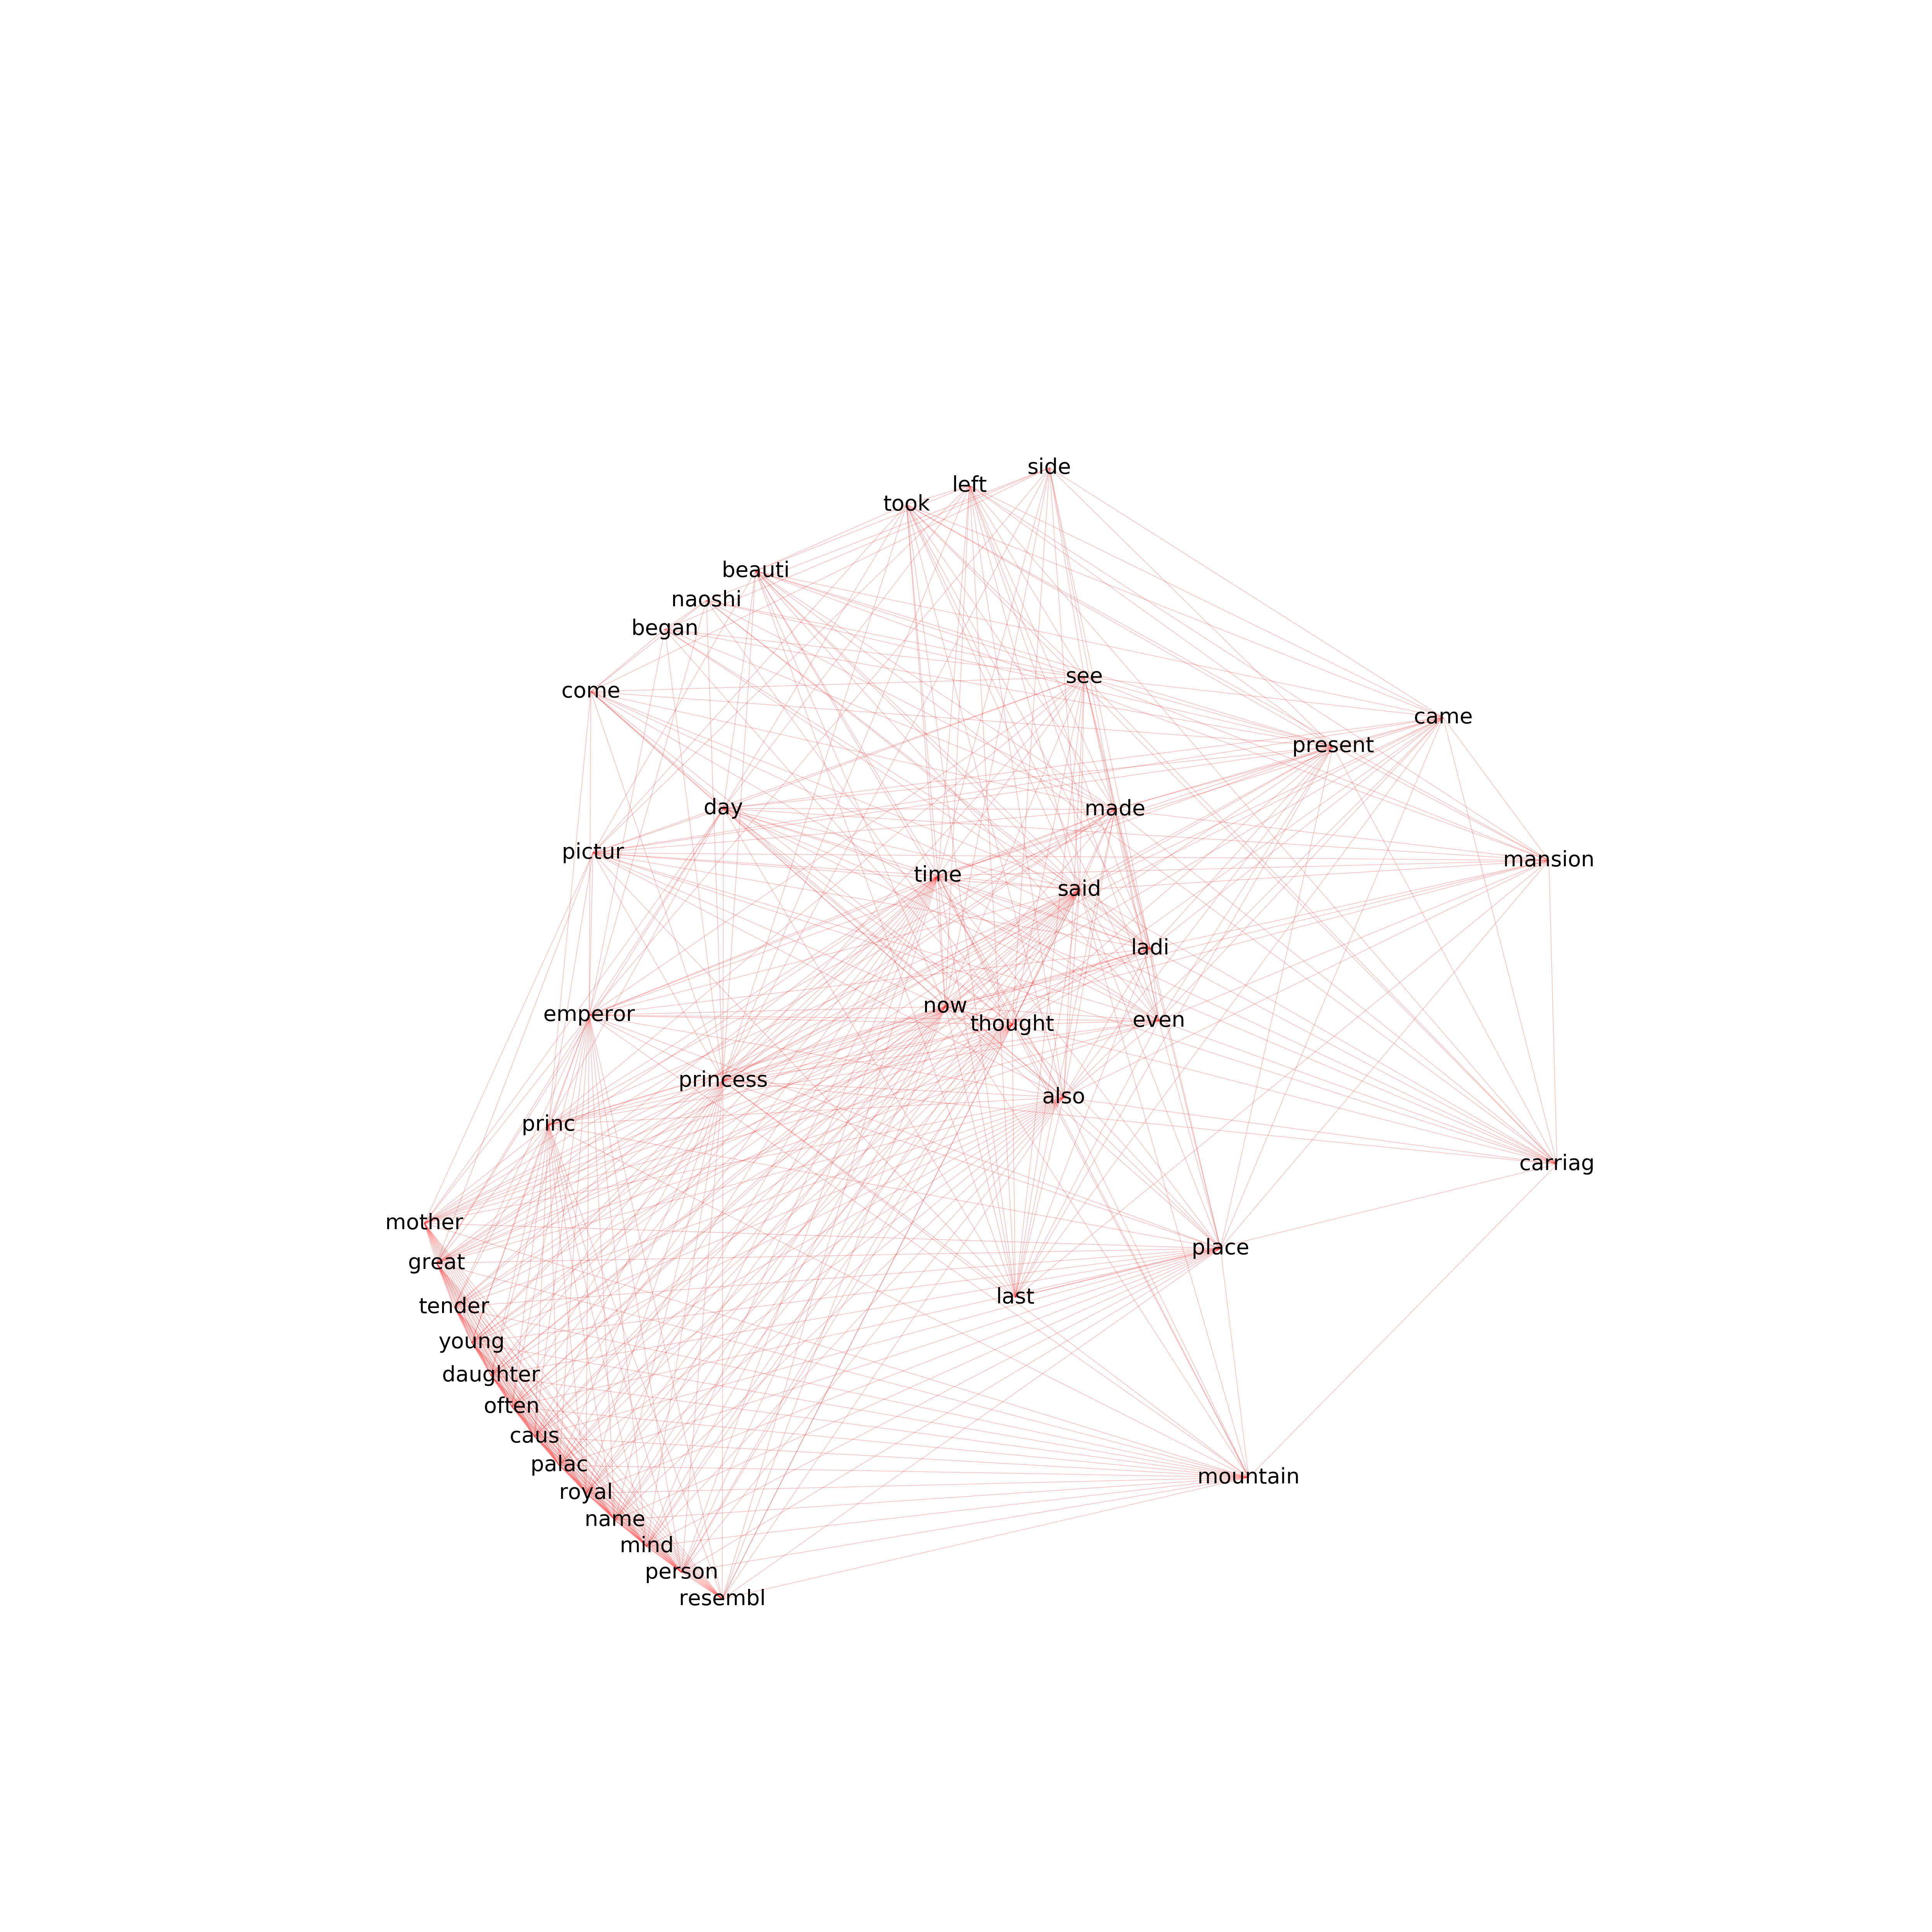 side
left
took
beauti
naoshi
began
see
come
came
present
day
made
pictur
mansion
time
said
ladi
now
emperor
thought
even
princess
also
princ
carriag
mother
place
great
last
tender
young
daughter
often
caus
palac
mountain
royal
name
mind
person
resembl